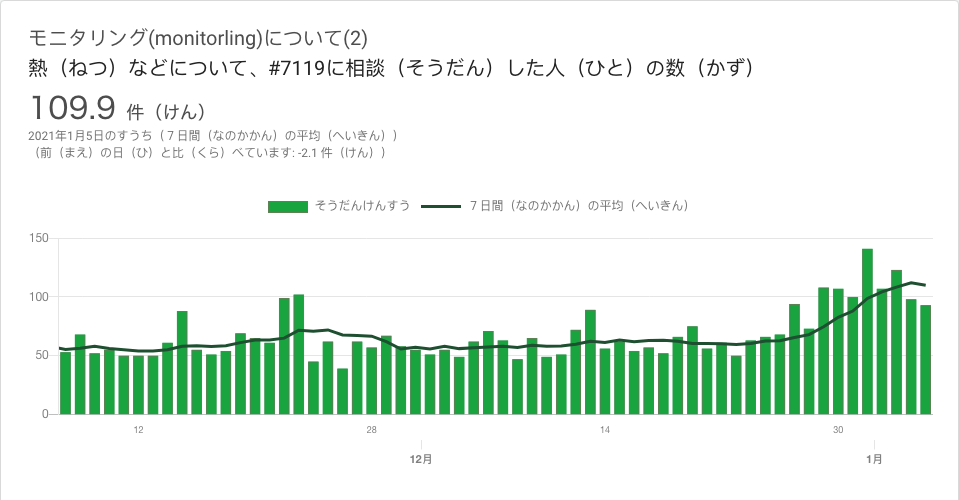 モニタリング(monitorling)について(2)
熱（ねつ）などについて、#7119に相談（そうだん）した人（ひと）の数（かず）
109.9 件（けん）
2021年1月5日のすうち（７日間（なのかかん）の平均（へいきん））
（前（まえ）の日（ひ）と比（くら）べています: -2.1 件（けん））
そうだんけんすう ７日間（なのかかん）の平均（へいきん）
150
100
50
0
12 28 14 30
12月 1月